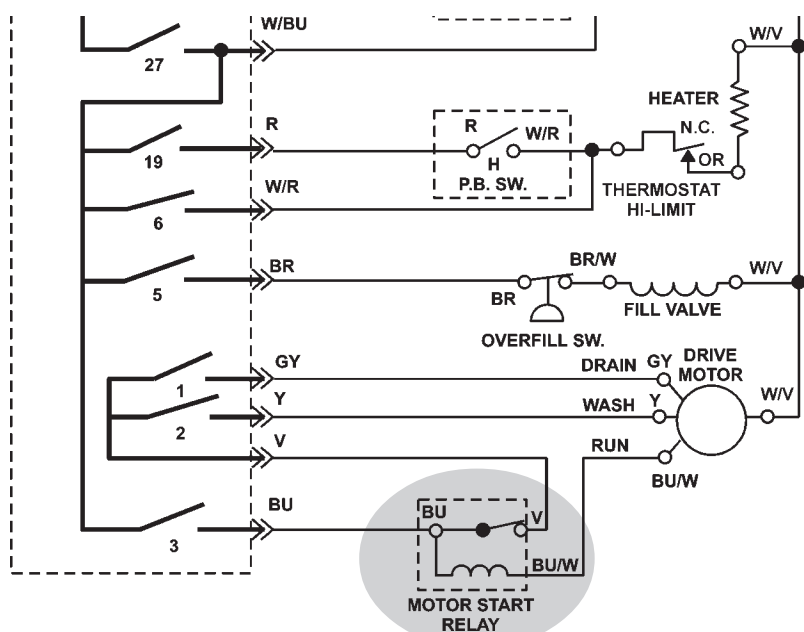 W/BU
27
W/V
HEATER
R
19
R
W/R
H
P.B. SW.
N.C.
OR
THERMOSTAT
HI-LIMIT
W/R
6
BR
5
BR
BR/W
OVERFILL SW.
FILL VALVE
W/V
GY
1
DRAIN
GY
DRIVE
MOTOR
Y
2
WASH
Y
W/V
V
RUN
BU/W
BU
3
BU
V
BU/W
MOTOR START
RELAY